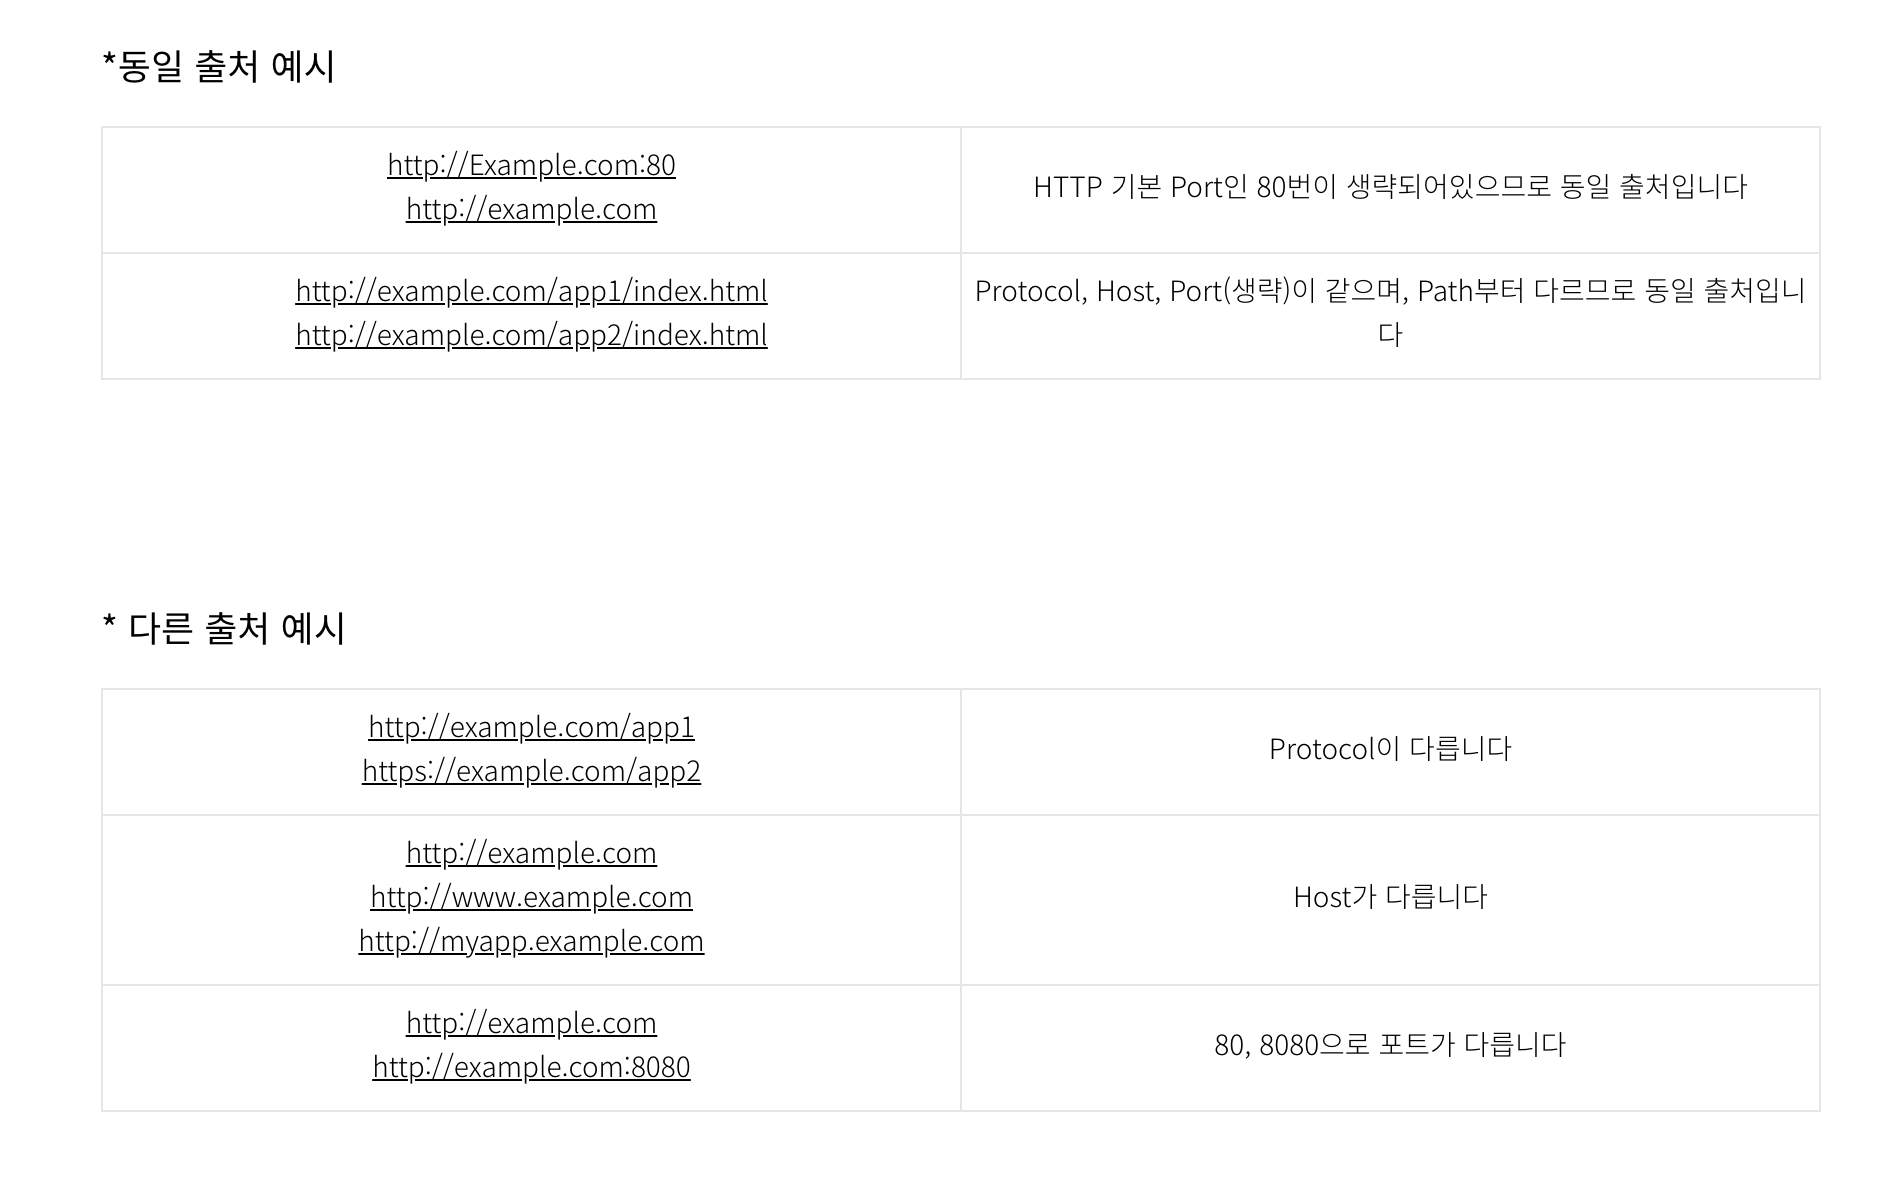 *동일 출처 예시
http://Example.com:80
http://example.com
HTTP 기본 Port인 80번이 생략되어있으므로 동일 출처입니다
http://example.com/app1/index.html
http://example.com/app2/index.html
Protocol, Host, Port(생략)이 같으며, Path부터 다르므로 동일 출처입니
다
* 다른 출처 예시
http://example.com/app1
https://example.com/app2
Protocol이 다릅니다
http://example.com
http://www.example.com
http://myapp.example.com
Host가 다릅니다
http://example.com
http://example.com:8080
80, 8080으로 포트가 다릅니다